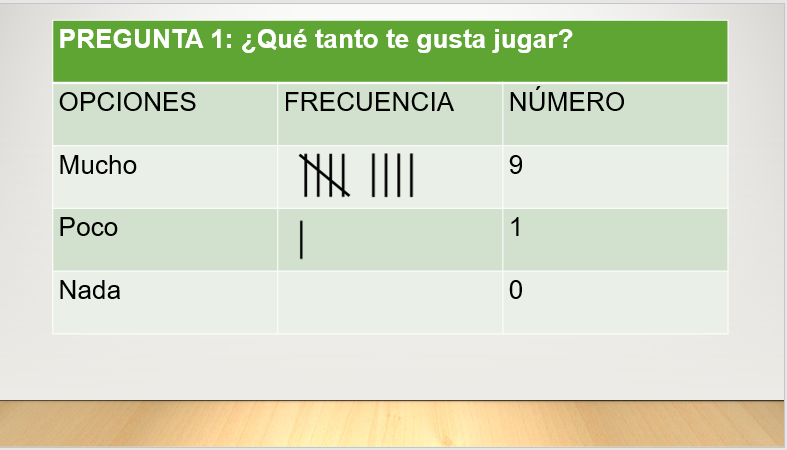 PREGUNTA 1: ¿Qué tanto te gusta jugar?
OPCIONES FRECUENCIA NÚMERO
Mucho 9
Poco 1
Nada 0